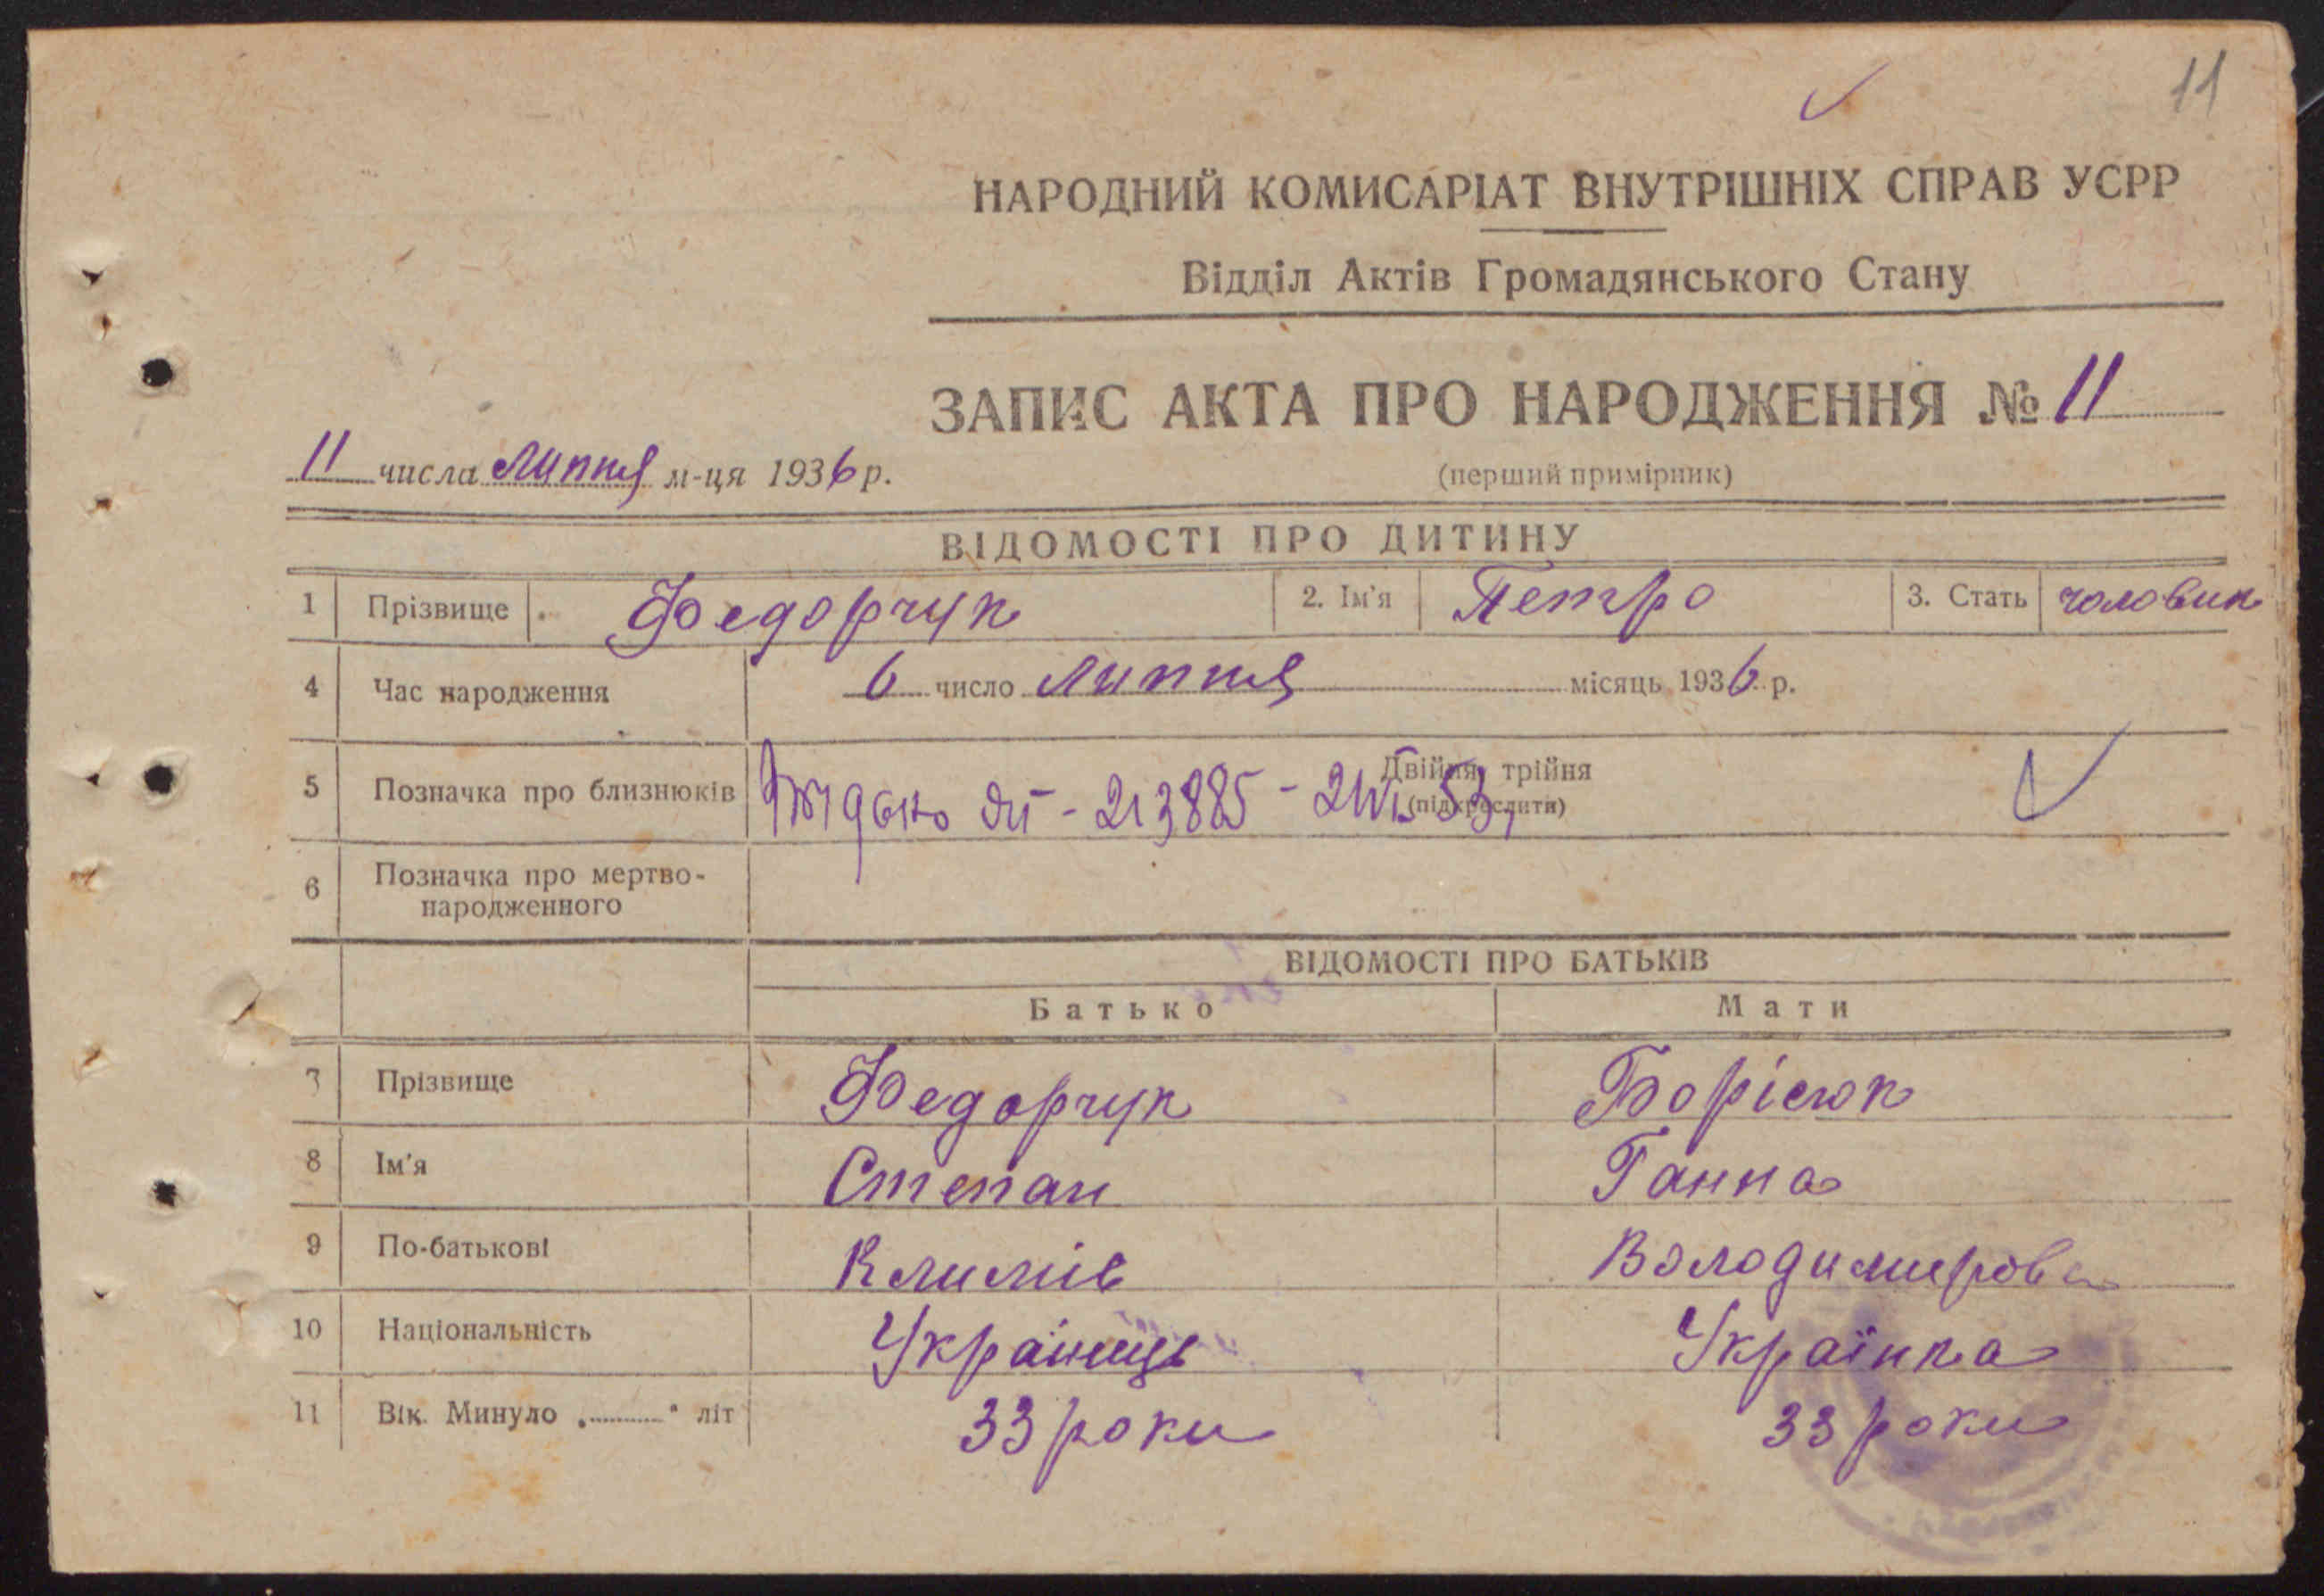 11
НАРОДНИЙ КОМИСАРІАТ ВНУТРІШНІХ СПРАВ УСРР
Відділ Актів Громадянського Стану
ЗАПИС АКТА ПРО НАРОДЖЕННЯ № 11
11 числа Липня м-ця 1936 р.
(перший примірник)
ВІДОМОСТІ ПРО ДИТИНУ
1 Прізвище Федорчук 2. Ім'я Петро 3. Стать чоловик
4 Час народження 6 число Липня місяць 1936 р.
5 Позначка про близнюків Двійня, трійня
(підкреслити)
213885
6 Позначка про мертво-
народженного
ВІДОМОСТІ ПРО БАТЬКІВ
Батько Мати
7 Прізвище Федорчук Борісюк
8 Ім'я Степан Ганна
9 По-батькові Климів Володимирова
10 Національність Українець Українка
11 Вік. Минуло „ “ літ 33 роки 33 роки